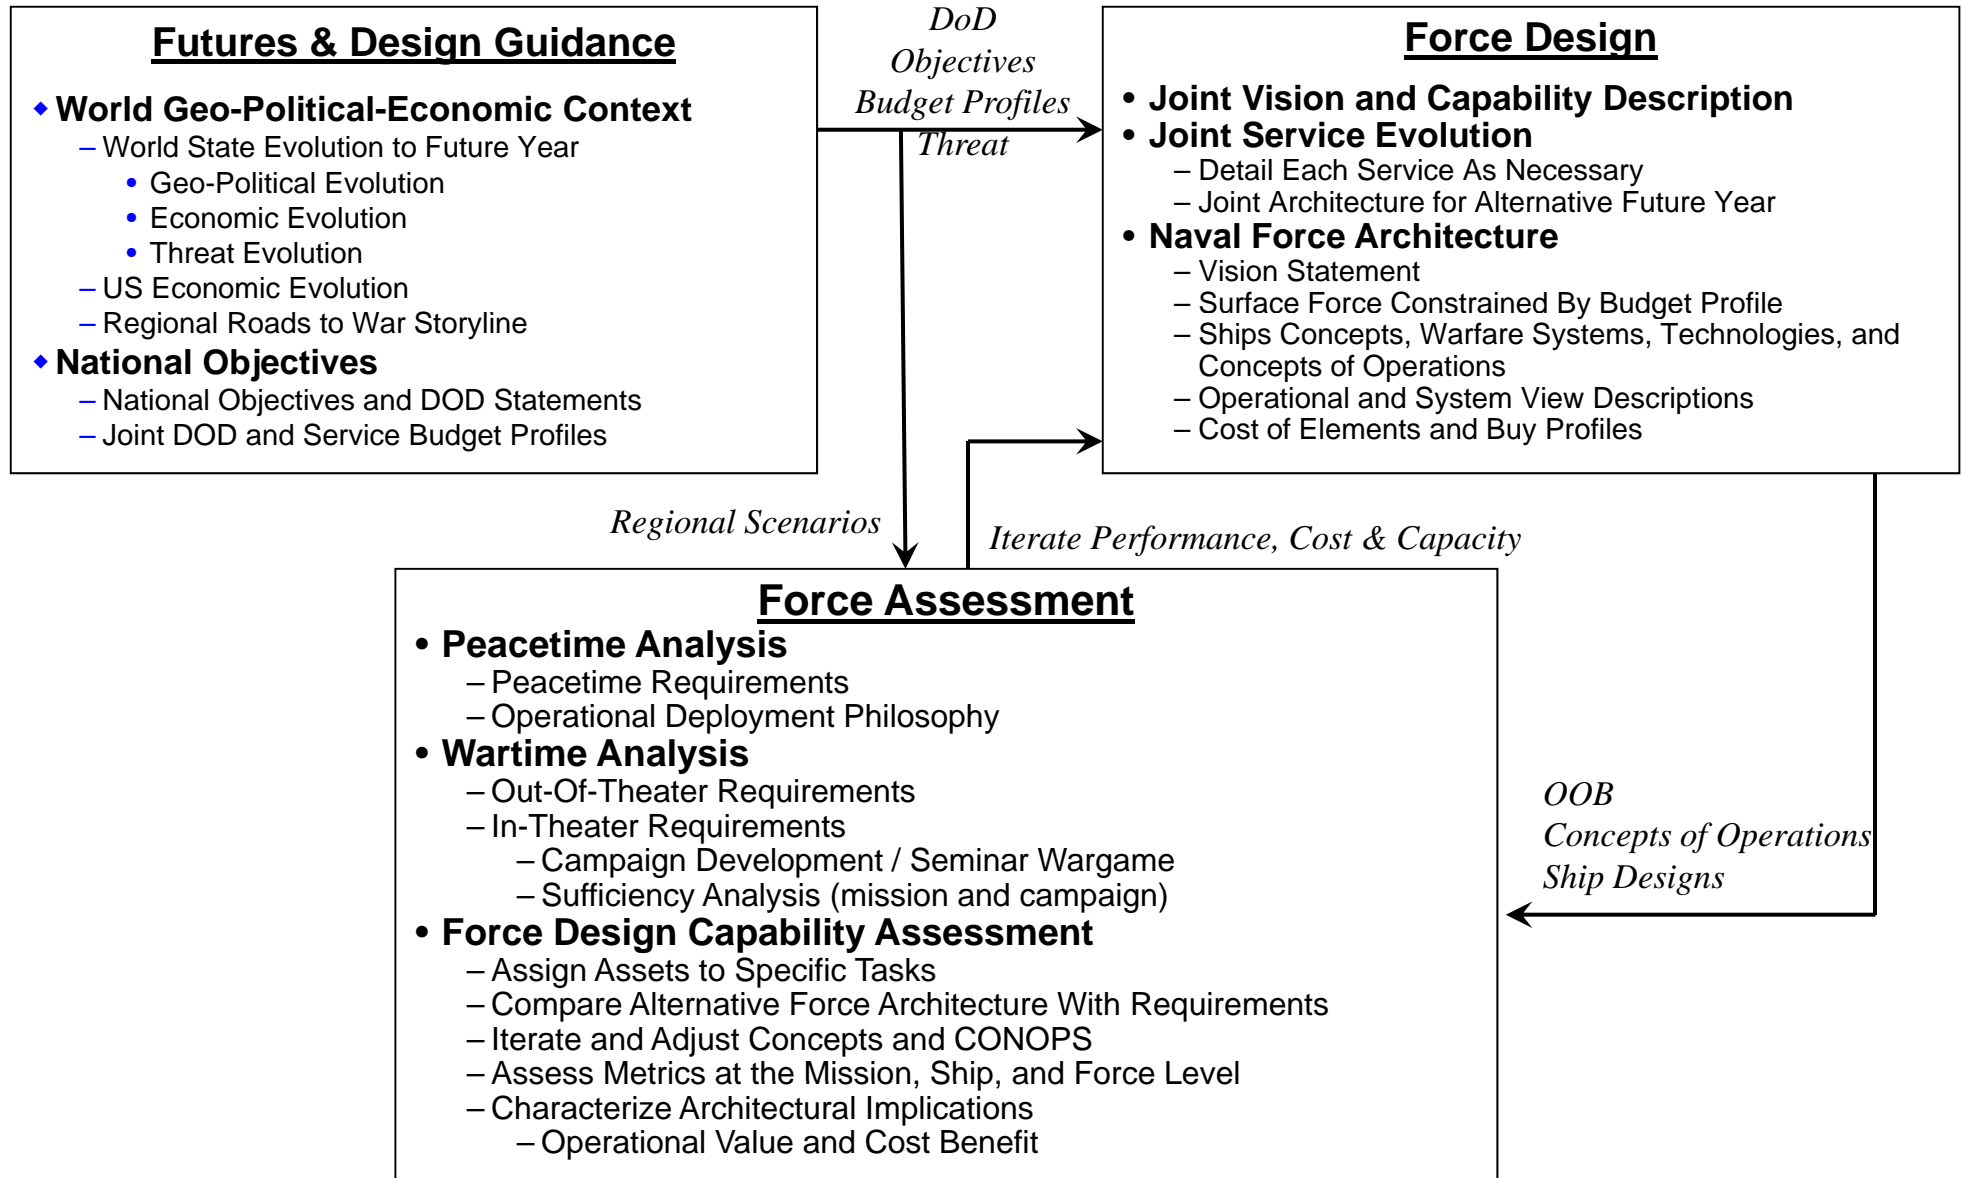 Futures & Design Guidance
◆ World Geo-Political-Economic Context
– World State Evolution to Future Year
• Geo-Political Evolution
• Economic Evolution
• Threat Evolution
– US Economic Evolution
– Regional Roads to War Storyline
◆ National Objectives
– National Objectives and DOD Statements
– Joint DOD and Service Budget Profiles
DoD
Objectives
Budget Profiles
Threat
Force Design
• Joint Vision and Capability Description
• Joint Service Evolution
– Detail Each Service As Necessary
– Joint Architecture for Alternative Future Year
• Naval Force Architecture
– Vision Statement
– Surface Force Constrained By Budget Profile
– Ships Concepts, Warfare Systems, Technologies, and
Concepts of Operations
– Operational and System View Descriptions
– Cost of Elements and Buy Profiles
Regional Scenarios
Iterate Performance, Cost & Capacity
Force Assessment
• Peacetime Analysis
– Peacetime Requirements
– Operational Deployment Philosophy
• Wartime Analysis
– Out-Of-Theater Requirements
– In-Theater Requirements
– Campaign Development / Seminar Wargame
– Sufficiency Analysis (mission and campaign)
• Force Design Capability Assessment
– Assign Assets to Specific Tasks
– Compare Alternative Force Architecture With Requirements
– Iterate and Adjust Concepts and CONOPS
– Assess Metrics at the Mission, Ship, and Force Level
– Characterize Architectural Implications
– Operational Value and Cost Benefit
OOB
Concepts of Operations
Ship Designs